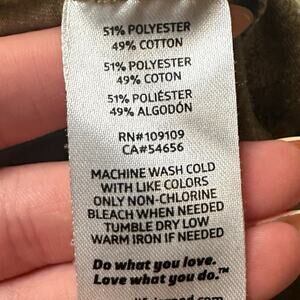 51% POLYESTER
49% COTTON
51% POLYESTER
49% COTON
51% POLIÉSTER
49% ALGODÓN
RN#109109
CA#54656
MACHINE WASH COLD
WITH LIKE COLORS
ONLY NON-CHLORINE
BLEACH WHEN NEEDED
TUMBLE DRY LOW
WARM IRON IF NEEDED
Do what you love.
Love what you do.™